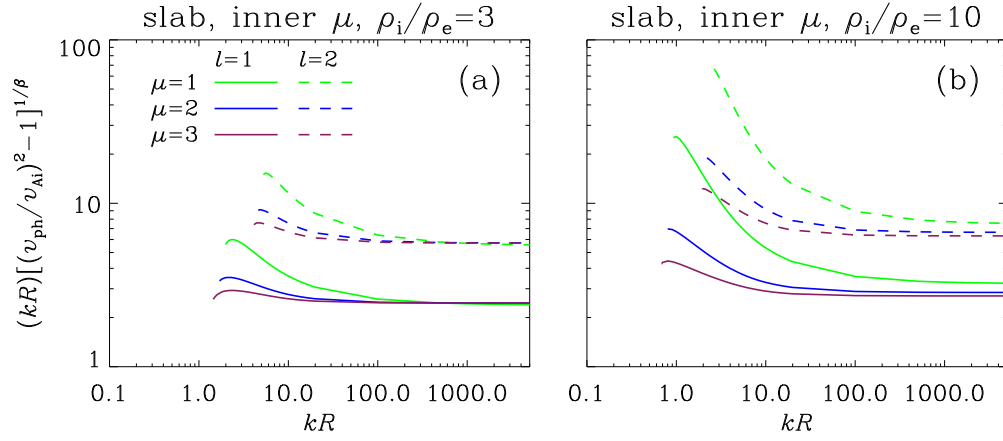 slab, inner μ, ρi/ρe=3
slab, inner μ, ρi/ρe=10
(kR)[(vph/vAi)²−1]^1/β
100
10
1
l=1 l=2
μ=1
μ=2
μ=3
(a)
(b)
0.1 1.0 10.0 100.0 1000.0
0.1 1.0 10.0 100.0 1000.0
kR
kR